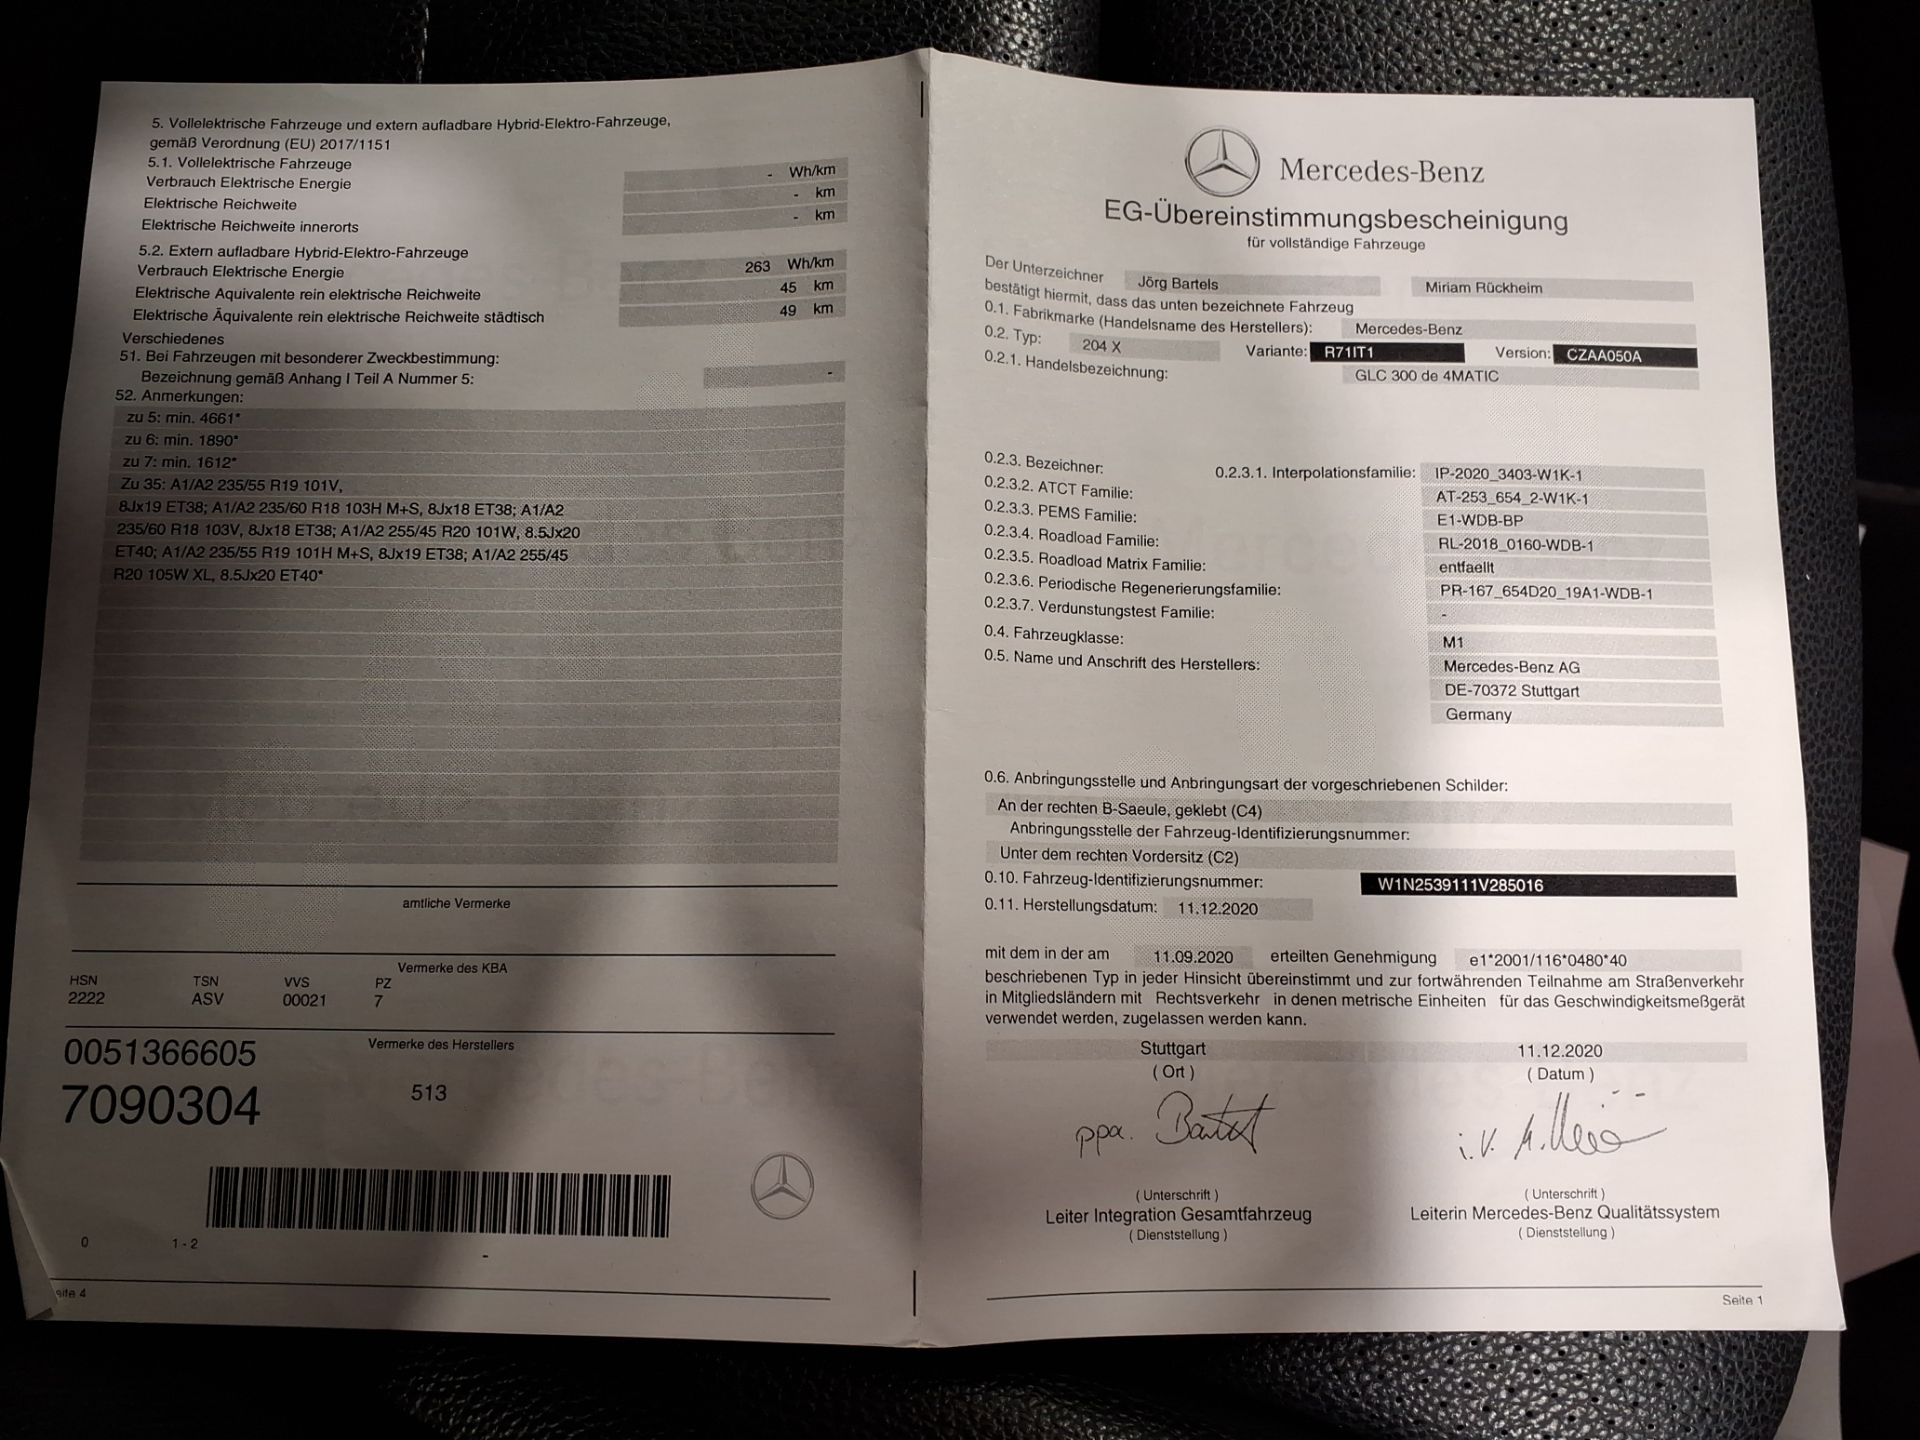 5. Vollelektrische Fahrzeuge und extern aufladbare Hybrid-Elektro-Fahrzeuge,
gemäß Verordnung (EU) 2017/1151
5.1. Vollelektrische Fahrzeuge
Verbrauch Elektrische Energie - Wh/km
Elektrische Reichweite - km
Elektrische Reichweite innerorts - km
5.2. Extern aufladbare Hybrid-Elektro-Fahrzeuge
Verbrauch Elektrische Energie 263 Wh/km
Elektrische Äquivalente rein elektrische Reichweite 45 km
Elektrische Äquivalente rein elektrische Reichweite städtisch 49 km
Verschiedenes
51. Bei Fahrzeugen mit besonderer Zweckbestimmung:
Bezeichnung gemäß Anhang I Teil A Nummer 5: -
52. Anmerkungen:
zu 5: min. 4661*
zu 6: min. 1890*
zu 7: min. 1612*
Zu 35: A1/A2 235/55 R19 101V,
8Jx19 ET38; A1/A2 235/60 R18 103H M+S, 8Jx18 ET38; A1/A2
235/60 R18 103V, 8Jx18 ET38; A1/A2 255/45 R20 101W, 8.5Jx20
ET40; A1/A2 235/55 R19 101H M+S, 8Jx19 ET38; A1/A2 255/45
R20 105W XL, 8.5Jx20 ET40*
amtliche Vermerke
Vermerke des KBA
HSN TSN VVS PZ
2222 ASV 00021 7
0051366605 Vermerke des Herstellers
7090304 513
0 1 - 2 -
eite 4
Mercedes-Benz
EG-Übereinstimmungsbescheinigung
für vollständige Fahrzeuge
Der Unterzeichner Jörg Bartels Miriam Rückheim
bestätigt hiermit, dass das unten bezeichnete Fahrzeug
0.1. Fabrikmarke (Handelsname des Herstellers): Mercedes-Benz
0.2. Typ: 204 X Variante: R71IT1 Version: CZAA050A
0.2.1. Handelsbezeichnung: GLC 300 de 4MATIC
0.2.3. Bezeichner: 0.2.3.1. Interpolationsfamilie: IP-2020_3403-W1K-1
0.2.3.2. ATCT Familie: AT-253_654_2-W1K-1
0.2.3.3. PEMS Familie: E1-WDB-BP
0.2.3.4. Roadload Familie: RL-2018_0160-WDB-1
0.2.3.5. Roadload Matrix Familie: entfaellt
0.2.3.6. Periodische Regenerierungsfamilie: PR-167_654D20_19A1-WDB-1
0.2.3.7. Verdunstungstest Familie: -
0.4. Fahrzeugklasse: M1
0.5. Name und Anschrift des Herstellers: Mercedes-Benz AG
DE-70372 Stuttgart
Germany
0.6. Anbringungsstelle und Anbringungsart der vorgeschriebenen Schilder:
An der rechten B-Saeule, geklebt (C4)
Anbringungsstelle der Fahrzeug-Identifizierungsnummer:
Unter dem rechten Vordersitz (C2)
0.10. Fahrzeug-Identifizierungsnummer: W1N2539111V285016
0.11. Herstellungsdatum: 11.12.2020
mit dem in der am 11.09.2020 erteilten Genehmigung e1*2001/116*0480*40
beschriebenen Typ in jeder Hinsicht übereinstimmt und zur fortwährenden Teilnahme am Straßenverkehr
in Mitgliedsländern mit Rechtsverkehr in denen metrische Einheiten für das Geschwindigkeitsmeßgerät
verwendet werden, zugelassen werden kann.
Stuttgart 11.12.2020
( Ort ) ( Datum )
ppa. i.V.
( Unterschrift ) ( Unterschrift )
Leiter Integration Gesamtfahrzeug Leiterin Mercedes-Benz Qualitätssystem
( Dienststellung ) ( Dienststellung )
Seite 1